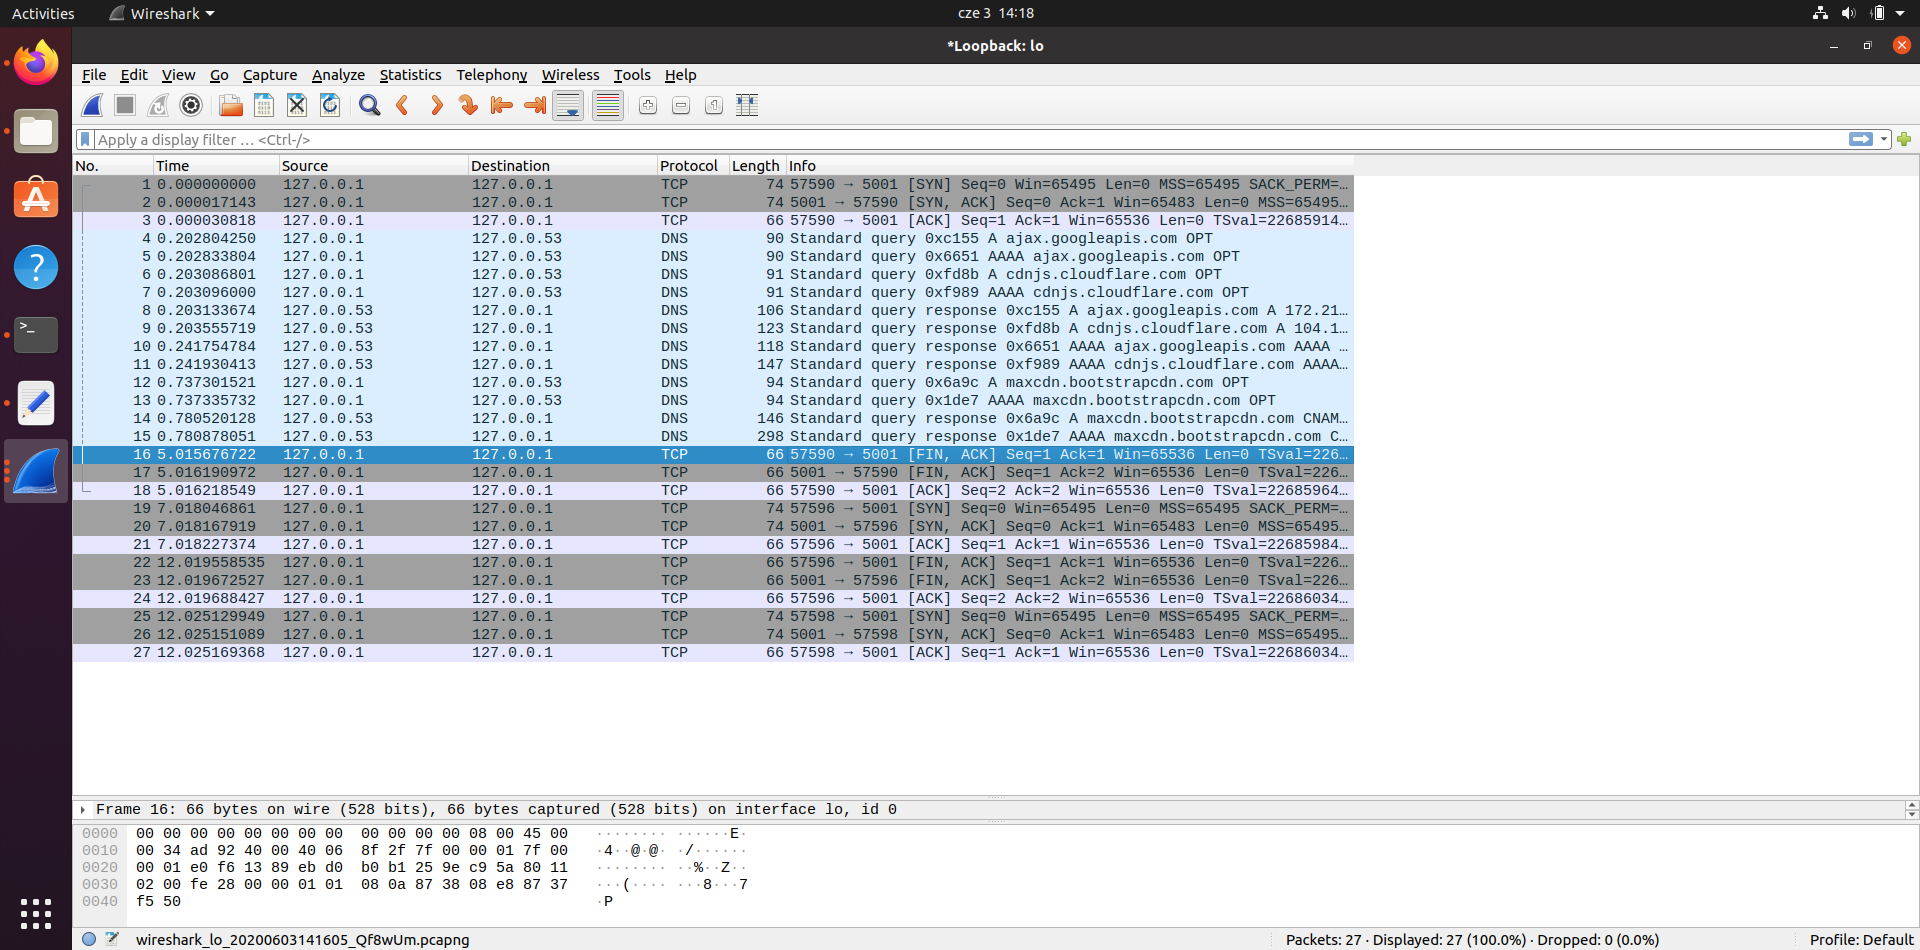 Activities Wireshark cze 3 14:18
*Loopback: lo
File Edit View Go Capture Analyze Statistics Telephony Wireless Tools Help
Apply a display filter … <Ctrl-/>
No. Time Source Destination Protocol Length Info
1 0.000000000 127.0.0.1 127.0.0.1 TCP 74 57590 → 5001 [SYN] Seq=0 Win=65495 Len=0 MSS=65495 SACK_PERM=…
2 0.000017143 127.0.0.1 127.0.0.1 TCP 74 5001 → 57590 [SYN, ACK] Seq=0 Ack=1 Win=65483 Len=0 MSS=65495…
3 0.000030818 127.0.0.1 127.0.0.1 TCP 66 57590 → 5001 [ACK] Seq=1 Ack=1 Win=65536 Len=0 TSval=22685914…
4 0.202804250 127.0.0.1 127.0.0.53 DNS 90 Standard query 0xc155 A ajax.googleapis.com OPT
5 0.202833804 127.0.0.1 127.0.0.53 DNS 90 Standard query 0x6651 AAAA ajax.googleapis.com OPT
6 0.203086801 127.0.0.1 127.0.0.53 DNS 91 Standard query 0xfd8b A cdnjs.cloudflare.com OPT
7 0.203096000 127.0.0.1 127.0.0.53 DNS 91 Standard query 0xf989 AAAA cdnjs.cloudflare.com OPT
8 0.203133674 127.0.0.53 127.0.0.1 DNS 106 Standard query response 0xc155 A ajax.googleapis.com A 172.21…
9 0.203555719 127.0.0.53 127.0.0.1 DNS 123 Standard query response 0xfd8b A cdnjs.cloudflare.com A 104.1…
10 0.241754784 127.0.0.53 127.0.0.1 DNS 118 Standard query response 0x6651 AAAA ajax.googleapis.com AAAA …
11 0.241930413 127.0.0.53 127.0.0.1 DNS 147 Standard query response 0xf989 AAAA cdnjs.cloudflare.com AAAA…
12 0.737301521 127.0.0.1 127.0.0.53 DNS 94 Standard query 0x6a9c A maxcdn.bootstrapcdn.com OPT
13 0.737335732 127.0.0.1 127.0.0.53 DNS 94 Standard query 0x1de7 AAAA maxcdn.bootstrapcdn.com OPT
14 0.780520128 127.0.0.53 127.0.0.1 DNS 146 Standard query response 0x6a9c A maxcdn.bootstrapcdn.com CNAM…
15 0.780878051 127.0.0.53 127.0.0.1 DNS 298 Standard query response 0x1de7 AAAA maxcdn.bootstrapcdn.com C…
16 5.015676722 127.0.0.1 127.0.0.1 TCP 66 57590 → 5001 [FIN, ACK] Seq=1 Ack=1 Win=65536 Len=0 TSval=226…
17 5.016190972 127.0.0.1 127.0.0.1 TCP 66 5001 → 57590 [FIN, ACK] Seq=1 Ack=2 Win=65536 Len=0 TSval=226…
18 5.016218549 127.0.0.1 127.0.0.1 TCP 66 57590 → 5001 [ACK] Seq=2 Ack=2 Win=65536 Len=0 TSval=22685964…
19 7.018046861 127.0.0.1 127.0.0.1 TCP 74 57596 → 5001 [SYN] Seq=0 Win=65495 Len=0 MSS=65495 SACK_PERM=…
20 7.018167919 127.0.0.1 127.0.0.1 TCP 74 5001 → 57596 [SYN, ACK] Seq=0 Ack=1 Win=65483 Len=0 MSS=65495…
21 7.018227374 127.0.0.1 127.0.0.1 TCP 66 57596 → 5001 [ACK] Seq=1 Ack=1 Win=65536 Len=0 TSval=22685984…
22 12.019558535 127.0.0.1 127.0.0.1 TCP 66 57596 → 5001 [FIN, ACK] Seq=1 Ack=1 Win=65536 Len=0 TSval=226…
23 12.019672527 127.0.0.1 127.0.0.1 TCP 66 5001 → 57596 [FIN, ACK] Seq=1 Ack=2 Win=65536 Len=0 TSval=226…
24 12.019688427 127.0.0.1 127.0.0.1 TCP 66 57596 → 5001 [ACK] Seq=2 Ack=2 Win=65536 Len=0 TSval=22686034…
25 12.025129949 127.0.0.1 127.0.0.1 TCP 74 57598 → 5001 [SYN] Seq=0 Win=65495 Len=0 MSS=65495 SACK_PERM=…
26 12.025151089 127.0.0.1 127.0.0.1 TCP 74 5001 → 57598 [SYN, ACK] Seq=0 Ack=1 Win=65483 Len=0 MSS=65495…
27 12.025169368 127.0.0.1 127.0.0.1 TCP 66 57598 → 5001 [ACK] Seq=1 Ack=1 Win=65536 Len=0 TSval=22686034…
Frame 16: 66 bytes on wire (528 bits), 66 bytes captured (528 bits) on interface lo, id 0
0000 00 00 00 00 00 00 00 00 00 00 00 00 08 00 45 00 ········ ······E·
0010 00 34 ad 92 40 00 40 06 8f 2f 7f 00 00 01 7f 00 ·4··@·@· ·/······
0020 00 01 e0 f6 13 89 eb d0 b0 b1 25 9e c9 5a 80 11 ········ ··%··Z··
0030 02 00 fe 28 00 00 01 01 08 0a 87 38 08 e8 87 37 ···(···· ···8···7
0040 f5 50 ·P
wireshark_lo_20200603141605_Qf8wUm.pcapng Packets: 27 · Displayed: 27 (100.0%) · Dropped: 0 (0.0%) Profile: Default